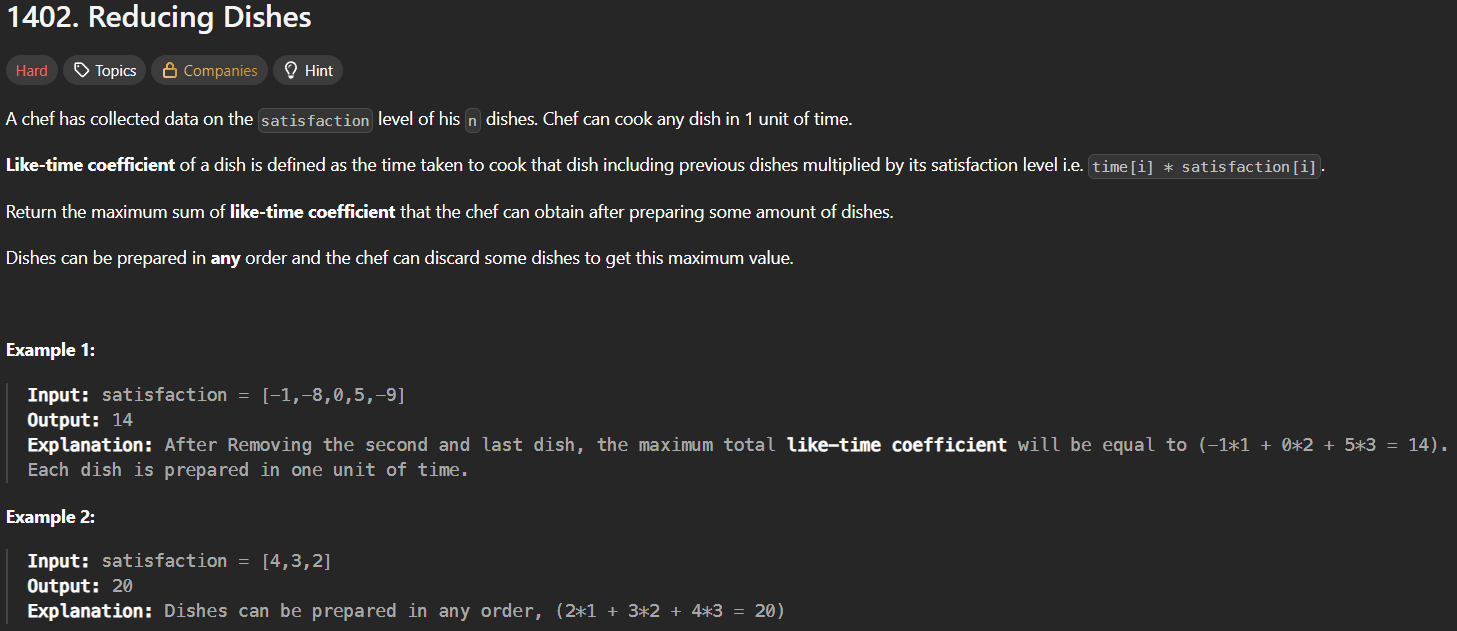 1402. Reducing Dishes
Hard Topics Companies Hint
A chef has collected data on the satisfaction level of his n dishes. Chef can cook any dish in 1 unit of time.
Like-time coefficient of a dish is defined as the time taken to cook that dish including previous dishes multiplied by its satisfaction level i.e. time[i] * satisfaction[i].
Return the maximum sum of like-time coefficient that the chef can obtain after preparing some amount of dishes.
Dishes can be prepared in any order and the chef can discard some dishes to get this maximum value.
Example 1:
Input: satisfaction = [-1,-8,0,5,-9]
Output: 14
Explanation: After Removing the second and last dish, the maximum total like-time coefficient will be equal to (-1*1 + 0*2 + 5*3 = 14).
Each dish is prepared in one unit of time.
Example 2:
Input: satisfaction = [4,3,2]
Output: 20
Explanation: Dishes can be prepared in any order, (2*1 + 3*2 + 4*3 = 20)